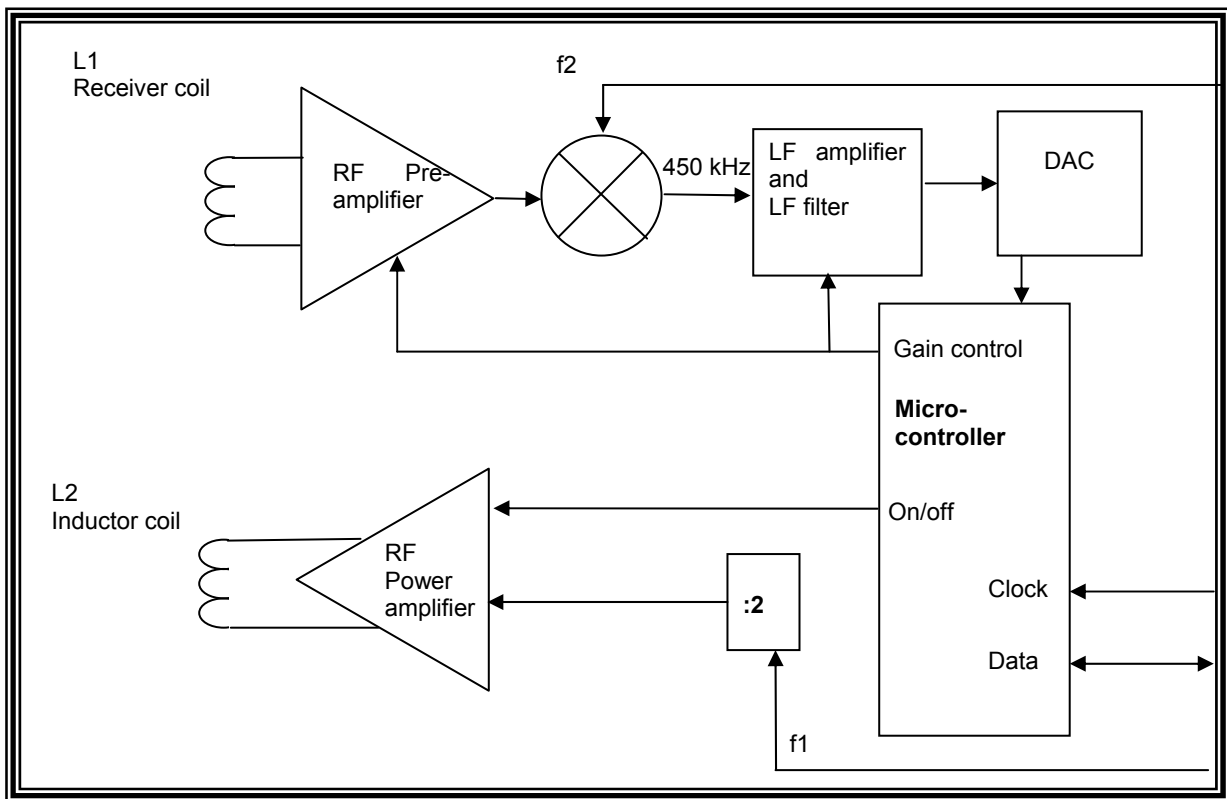 L1
Receiver coil
f2
RF Pre-
amplifier
450 kHz
LF amplifier
and
LF filter
DAC
Gain control
Micro-
controller
L2
Inductor coil
On/off
RF
Power
amplifier
:2
Clock
Data
f1